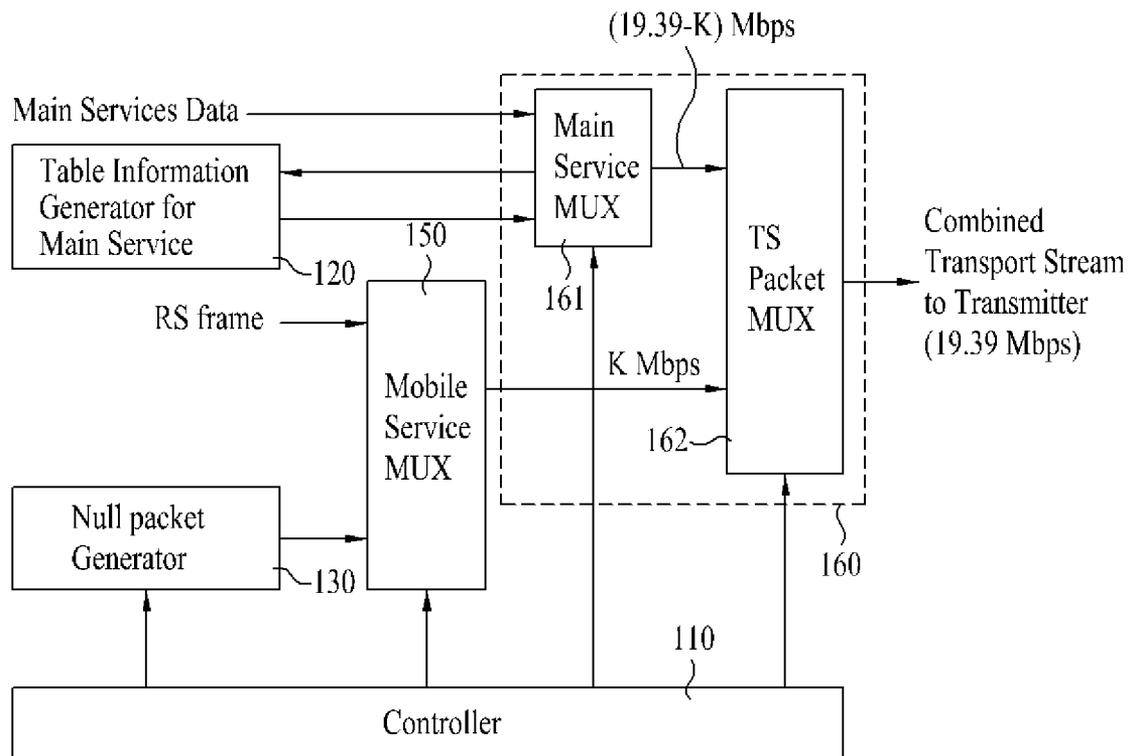 (19.39-K) Mbps
Main Services Data
Main
Service
MUX
Table Information
Generator for
Main Service
120
150
161
TS
Packet
MUX
Combined
Transport Stream
to Transmitter
(19.39 Mbps)
RS frame
K Mbps
Mobile
Service
MUX
162
Null packet
Generator
130
160
110
Controller